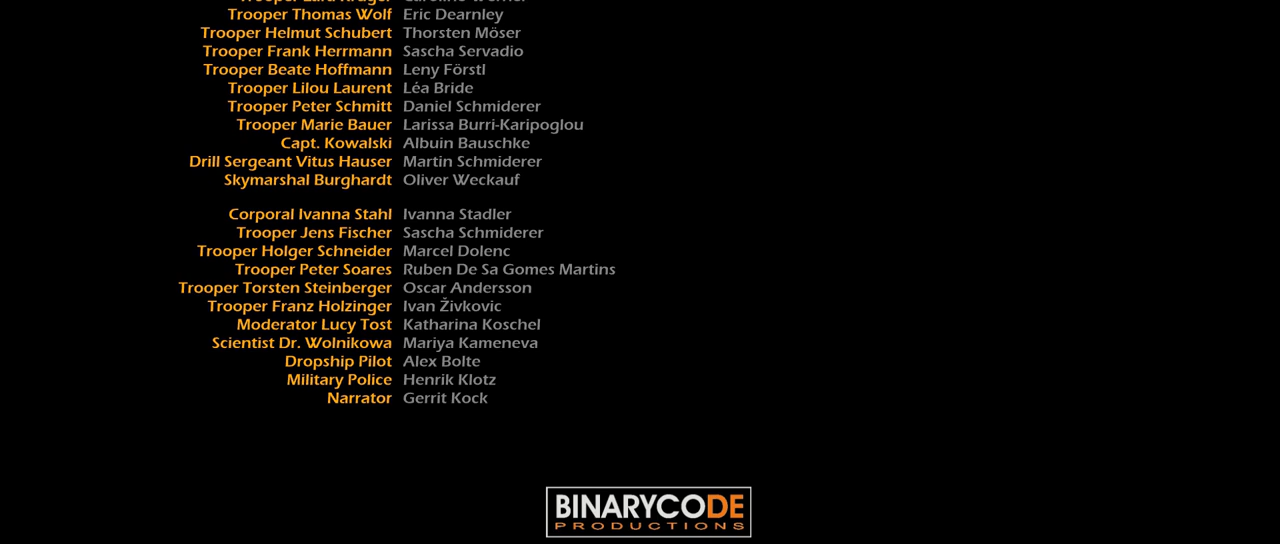 Trooper Thomas Wolf Eric Dearnley
Trooper Helmut Schubert Thorsten Möser
Trooper Frank Herrmann Sascha Servadio
Trooper Beate Hoffmann Leny Förstl
Trooper Lilou Laurent Léa Bride
Trooper Peter Schmitt Daniel Schmiderer
Trooper Marie Bauer Larissa Burri-Karipoglou
Capt. Kowalski Albuin Bauschke
Drill Sergeant Vitus Hauser Martin Schmiderer
Skymarshal Burghardt Oliver Weckauf
Corporal Ivanna Stahl Ivanna Stadler
Trooper Jens Fischer Sascha Schmiderer
Trooper Holger Schneider Marcel Dolenc
Trooper Peter Soares Ruben De Sa Gomes Martins
Trooper Torsten Steinberger Oscar Andersson
Trooper Franz Holzinger Ivan Živkovic
Moderator Lucy Tost Katharina Koschel
Scientist Dr. Wolnikowa Mariya Kameneva
Dropship Pilot Alex Bolte
Military Police Henrik Klotz
Narrator Gerrit Kock
BINARYCODE
PRODUCTIONS